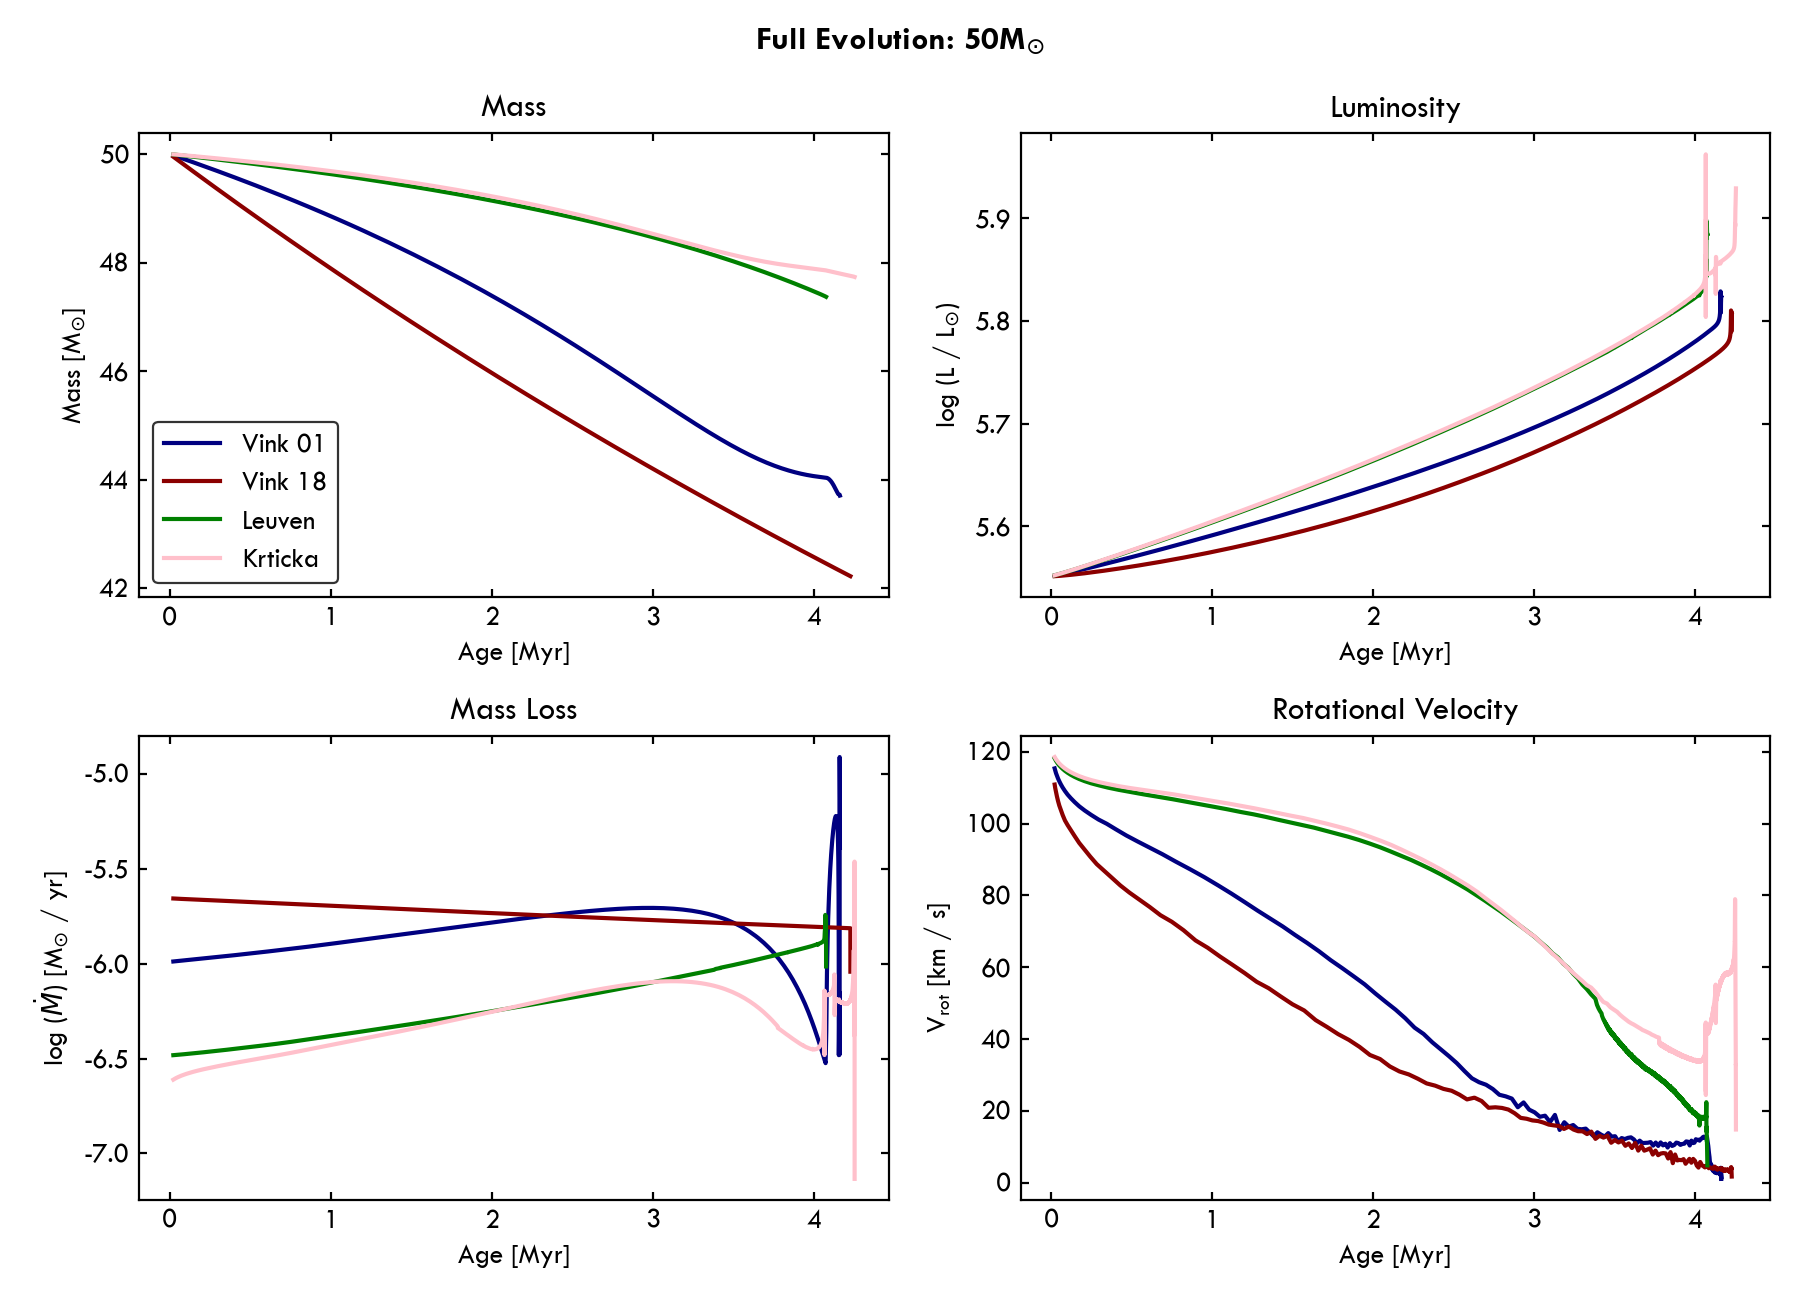 Full Evolution: 50M⊙
Mass
Mass [M⊙]
50
48
46
44
42
Vink 01
Vink 18
Leuven
Krticka
0 1 2 3 4
Age [Myr]
Luminosity
log (L / L⊙)
5.9
5.8
5.7
5.6
0 1 2 3 4
Age [Myr]
Mass Loss
log (Ṁ) [M⊙ / yr]
-5.0
-5.5
-6.0
-6.5
-7.0
0 1 2 3 4
Age [Myr]
Rotational Velocity
Vrot [km / s]
120
100
80
60
40
20
0
0 1 2 3 4
Age [Myr]